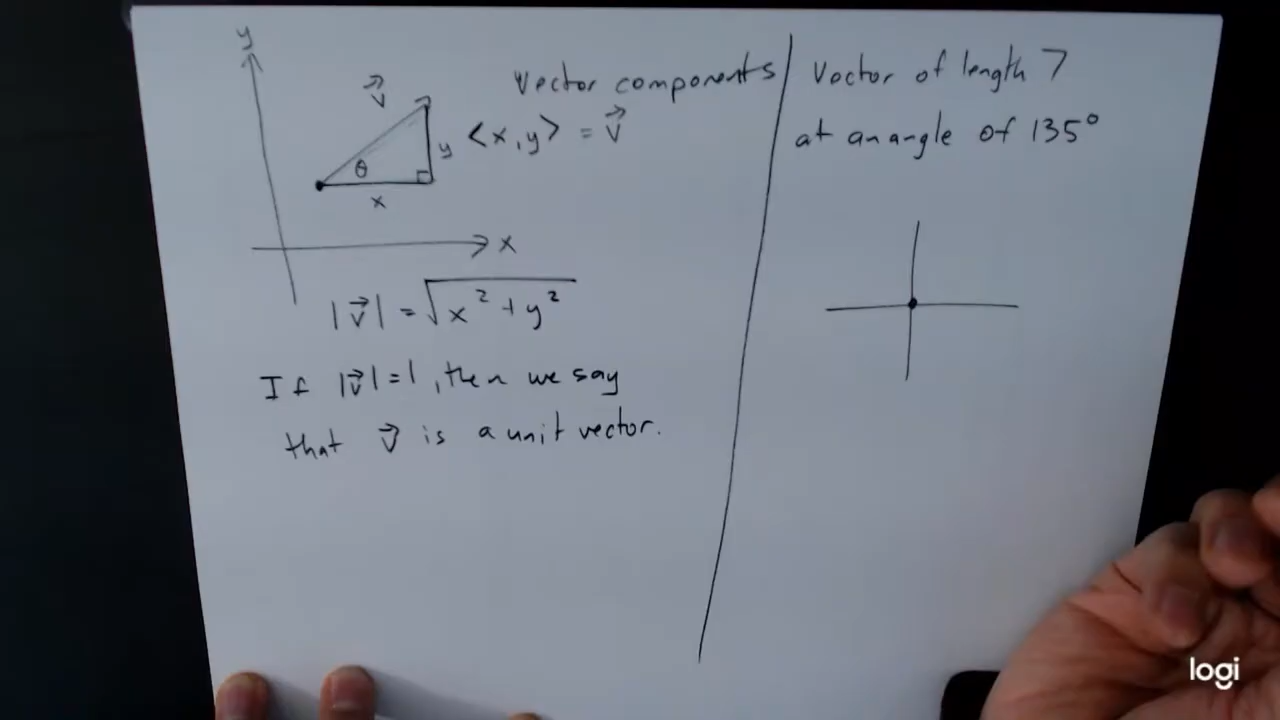 y
Vector components
v⃗
<x,y> = v⃗
θ
y
x
x
|v⃗| = √x² + y²
If |v⃗|=1, then we say
that v⃗ is a unit vector.
Vector of length 7
at an angle of 135°
logi